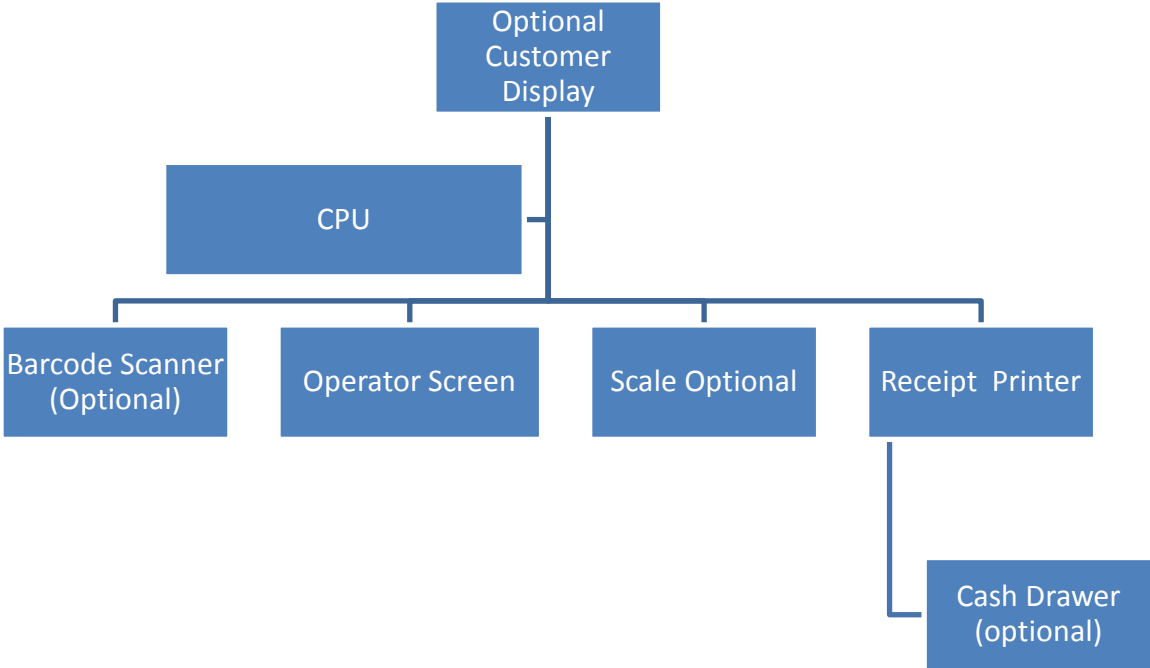 Optional
Customer
Display
CPU
Barcode Scanner
(Optional)
Operator Screen
Scale Optional
Receipt  Printer
Cash Drawer
(optional)